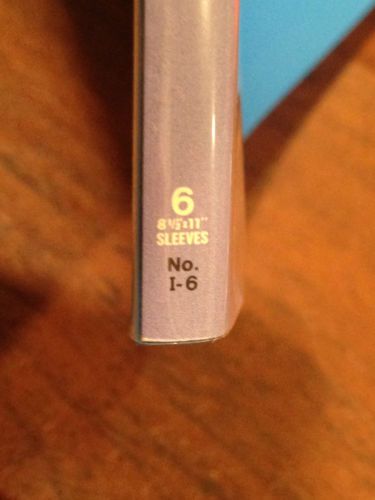 6
8½"x11"
SLEEVES
No.
I-6